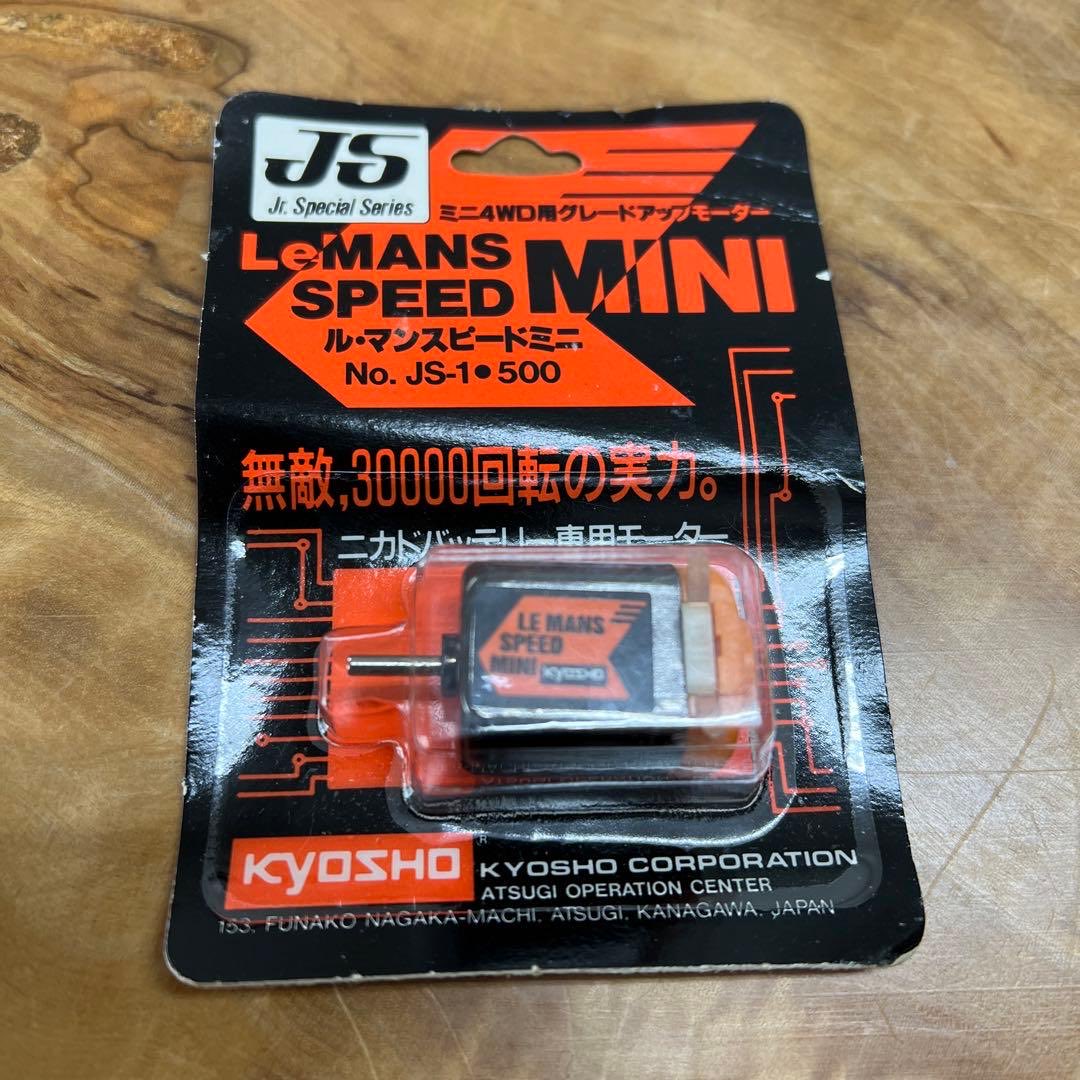 JS
Jr. Special Series
ミニ4WD用グレードアップモーター
LeMANS
SPEED MINI
ル・マンスピードミニ
No. JS-1●500
無敵,30000回転の実力。
ニカドバッテリー専用モーター
LE MANS
SPEED
MINI KYOSHO
KYOSHO
R
KYOSHO CORPORATION
ATSUGI OPERATION CENTER
153, FUNAKO NAGAKA-MACHI, ATSUGI, KANAGAWA, JAPAN